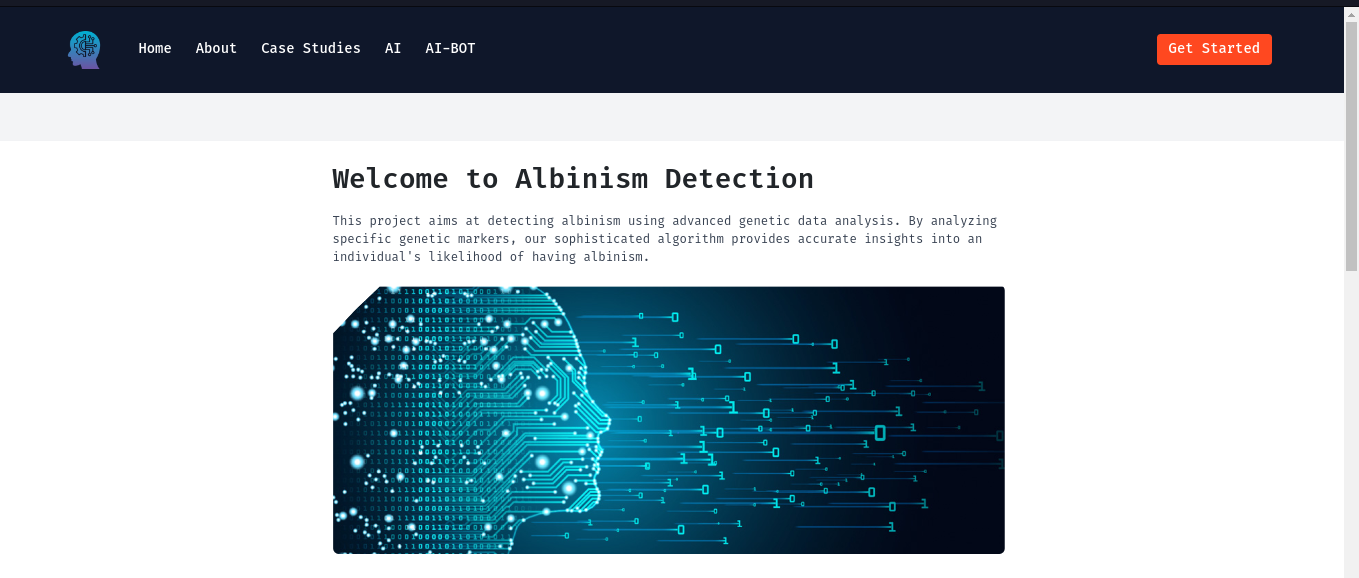 Home About Case Studies AI AI-BOT Get Started
Welcome to Albinism Detection
This project aims at detecting albinism using advanced genetic data analysis. By analyzing
specific genetic markers, our sophisticated algorithm provides accurate insights into an
individual's likelihood of having albinism.